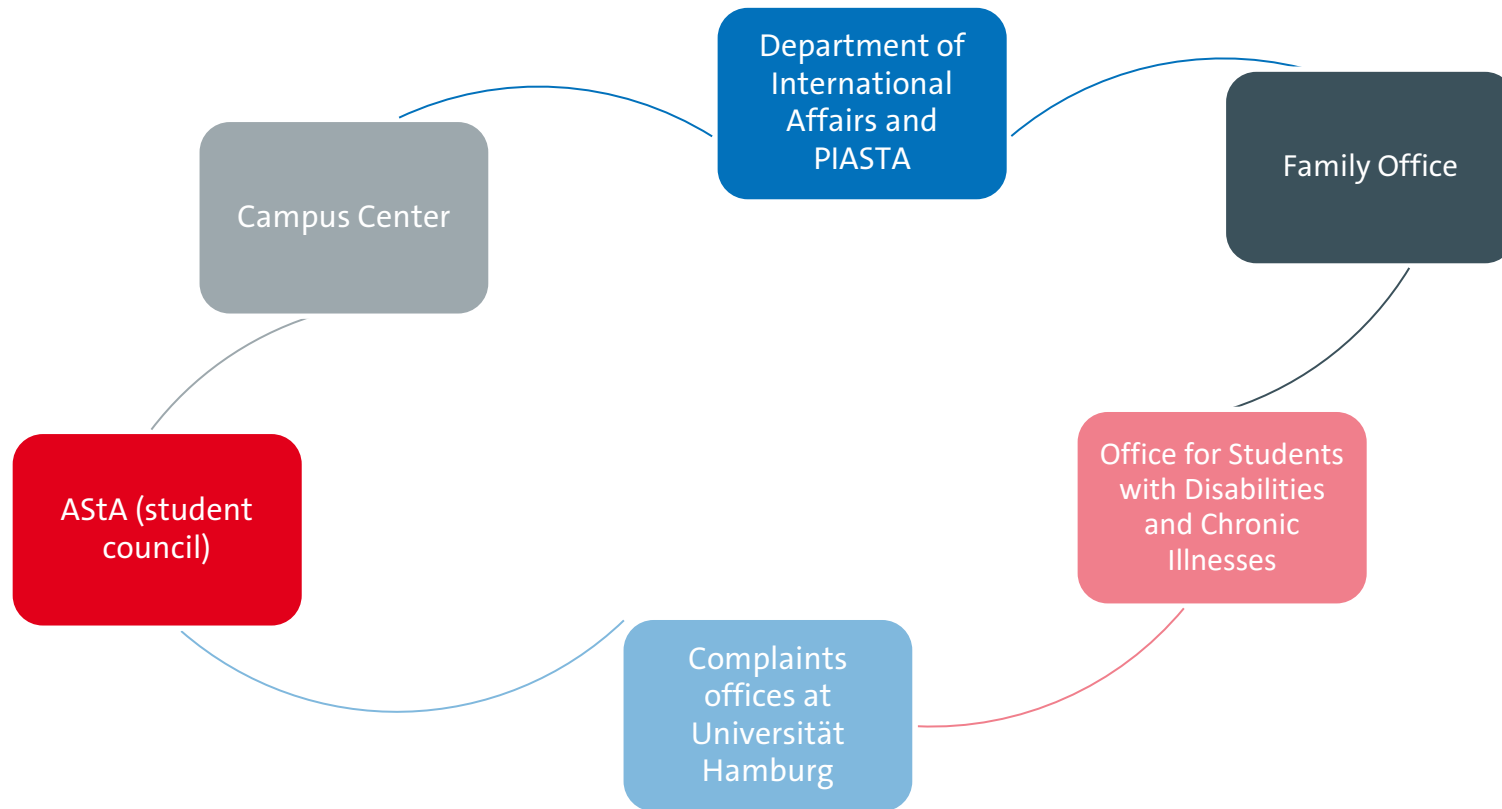 Department of
International
Affairs and
PIASTA
Family Office
Campus Center
Office for Students
with Disabilities
and Chronic
Illnesses
AStA (student
council)
Complaints
offices at
Universität
Hamburg